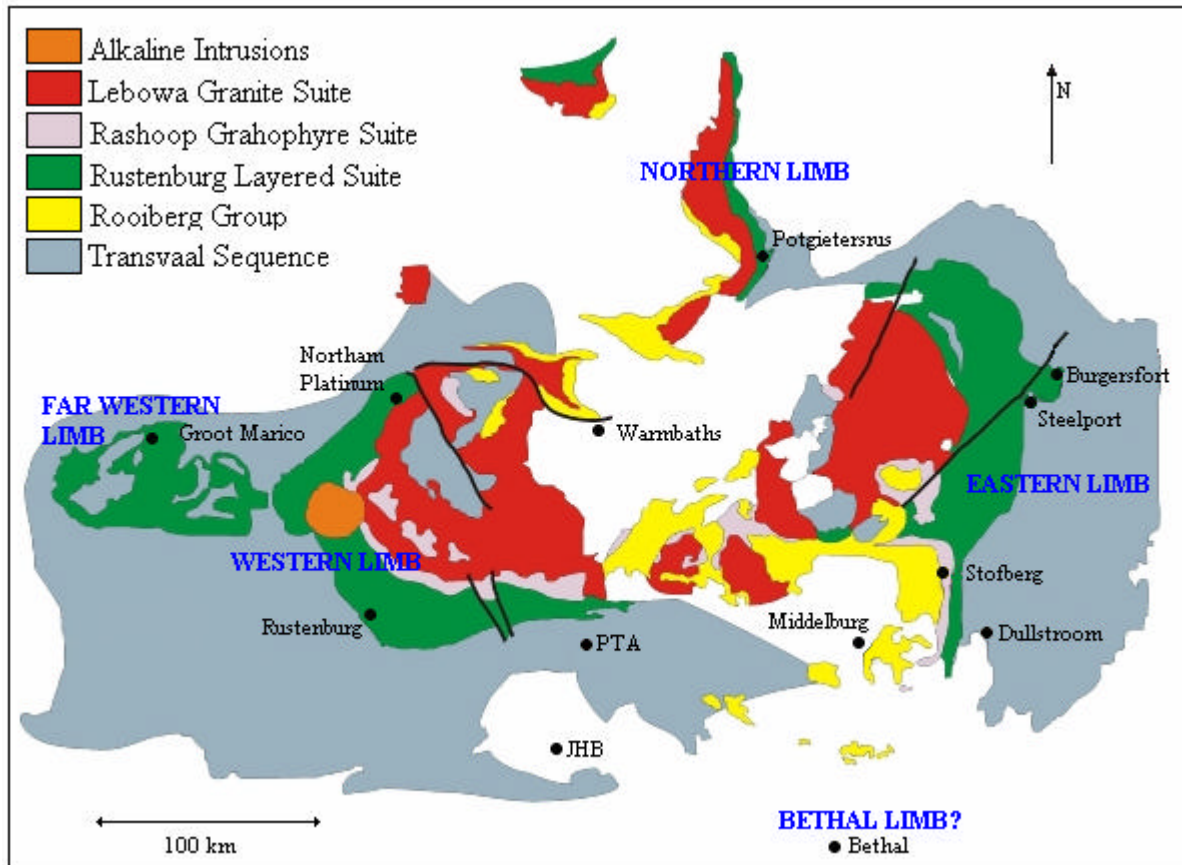 Alkaline Intrusions
Lebowa Granite Suite
Rashoop Grahophyre Suite
Rustenburg Layered Suite
Rooiberg Group
Transvaal Sequence
N
NORTHERN LIMB
Potgietersrus
Northam
Platinum
FAR WESTERN
LIMB
Groot Marico
Warmbaths
Burgersfort
Steelport
EASTERN LIMB
WESTERN LIMB
Stofberg
Rustenburg
Middelburg
Dullstroom
PTA
JHB
BETHAL LIMB?
Bethal
100 km